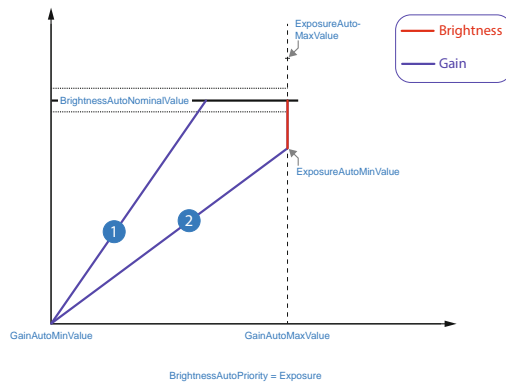 ExposureAuto-
MaxValue
Brightness
Gain
BrightnessAutoNominalValue
ExposureAutoMinValue
1
2
GainAutoMinValue
GainAutoMaxValue
BrightnessAutoPriority = Exposure